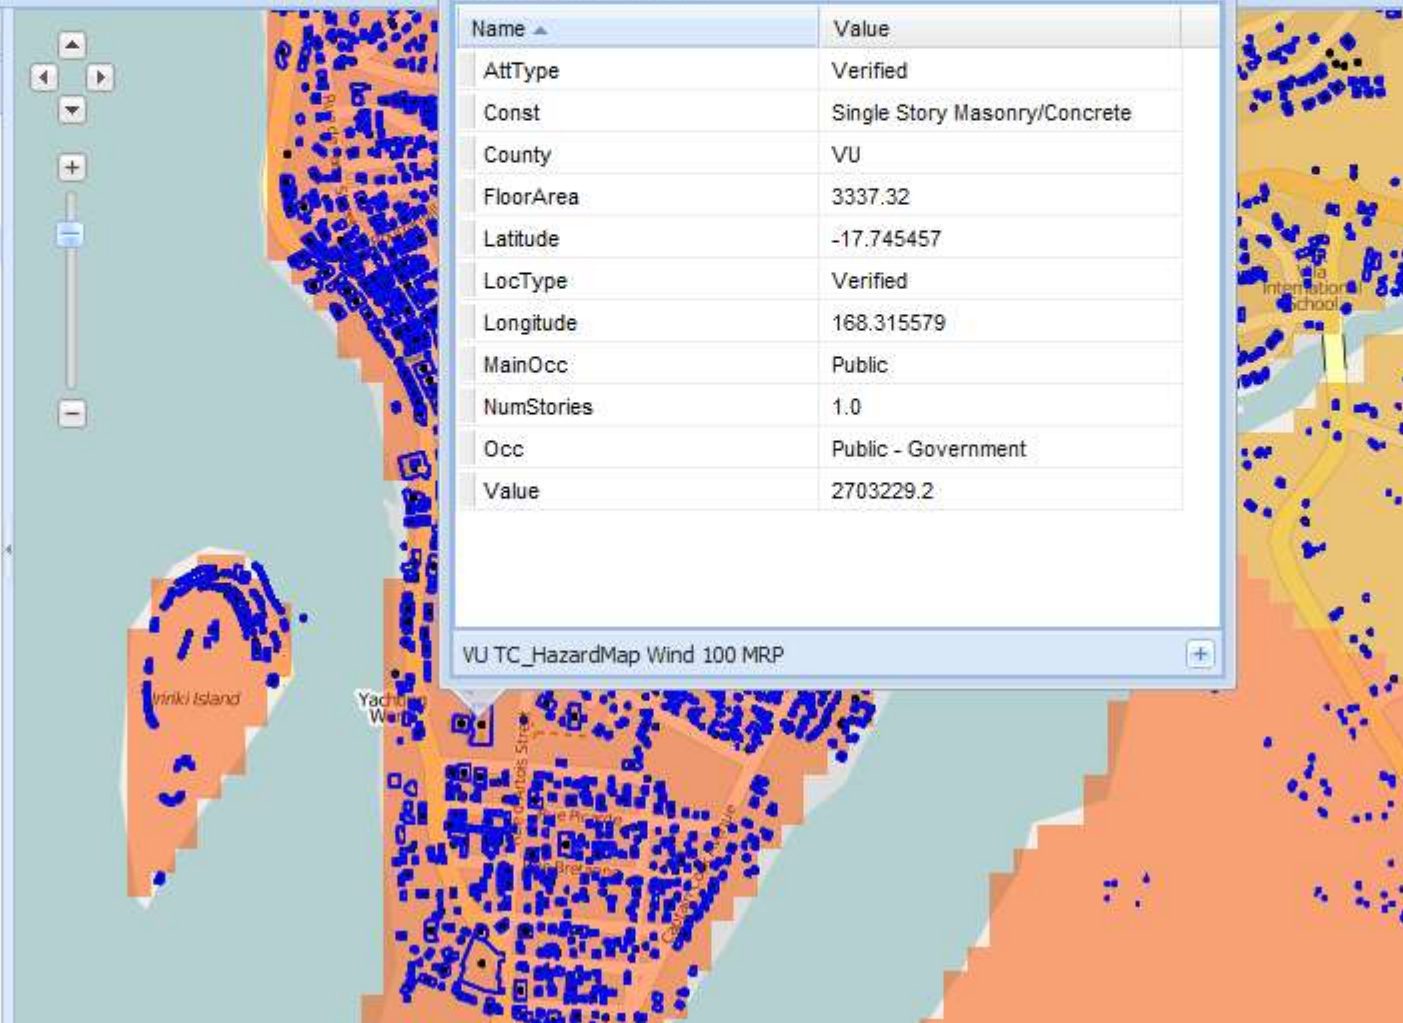 Name Value
AttType Verified
Const Single Story Masonry/Concrete
County VU
FloorArea 3337.32
Latitude -17.745457
LocType Verified
Longitude 168.315579
MainOcc Public
NumStories 1.0
Occ Public - Government
Value 2703229.2
VU TC_HazardMap Wind 100 MRP
International
School
Iririki Island